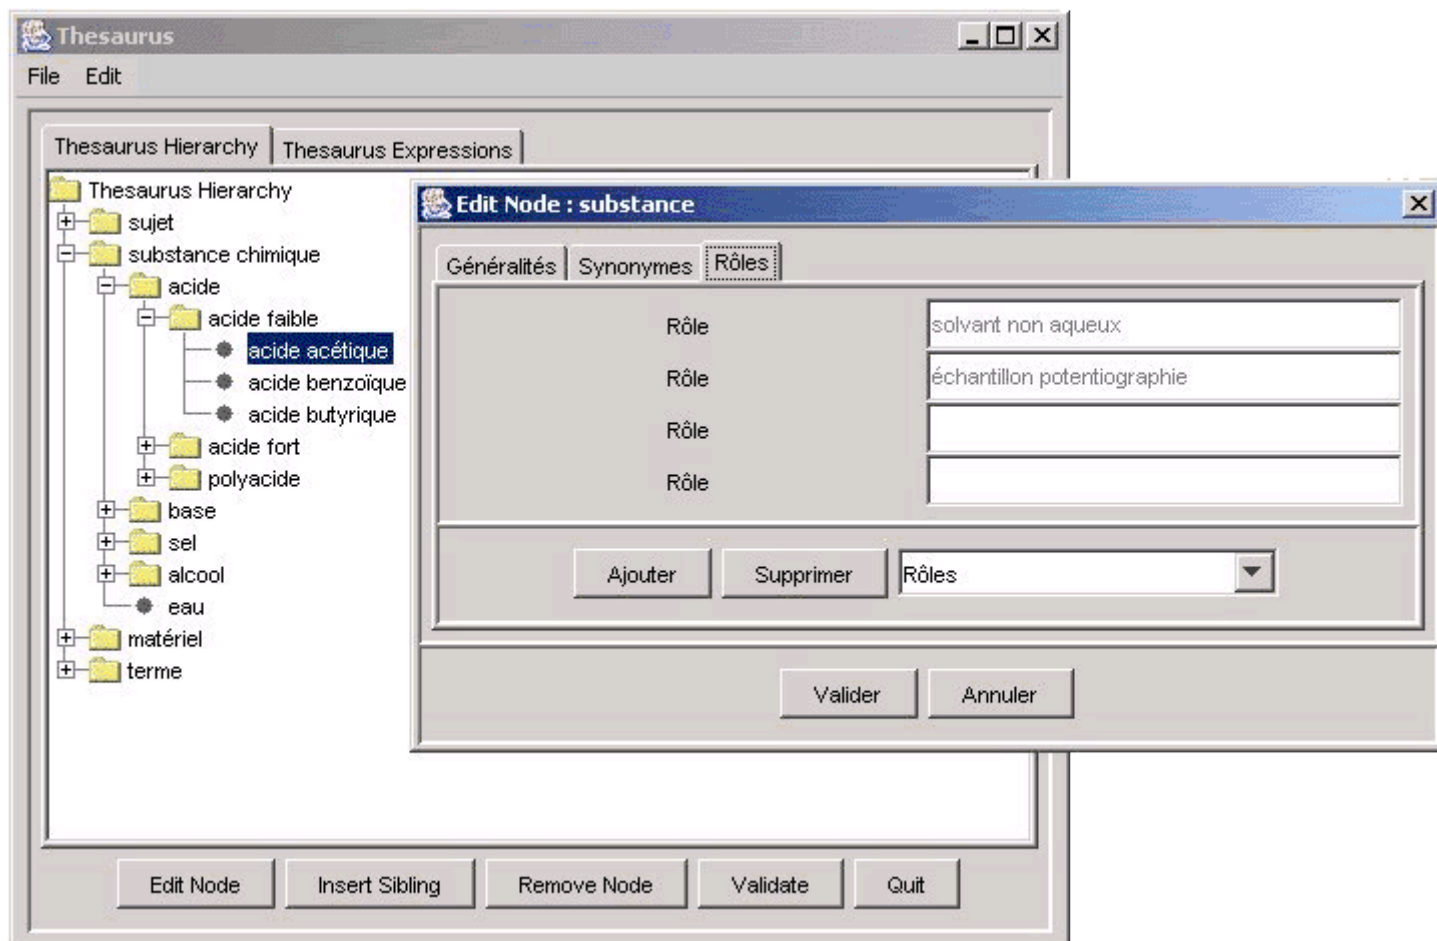 Thesaurus
File Edit
Thesaurus Hierarchy Thesaurus Expressions
Thesaurus Hierarchy
sujet
substance chimique
acide
acide faible
acide acétique
acide benzoïque
acide butyrique
acide fort
polyacide
base
sel
alcool
eau
matériel
terme
Edit Node Insert Sibling Remove Node Validate Quit
Edit Node : substance
Généralités Synonymes Rôles
Rôle solvant non aqueux
Rôle échantillon potentiographie
Rôle
Rôle
Ajouter Supprimer Rôles
Valider Annuler